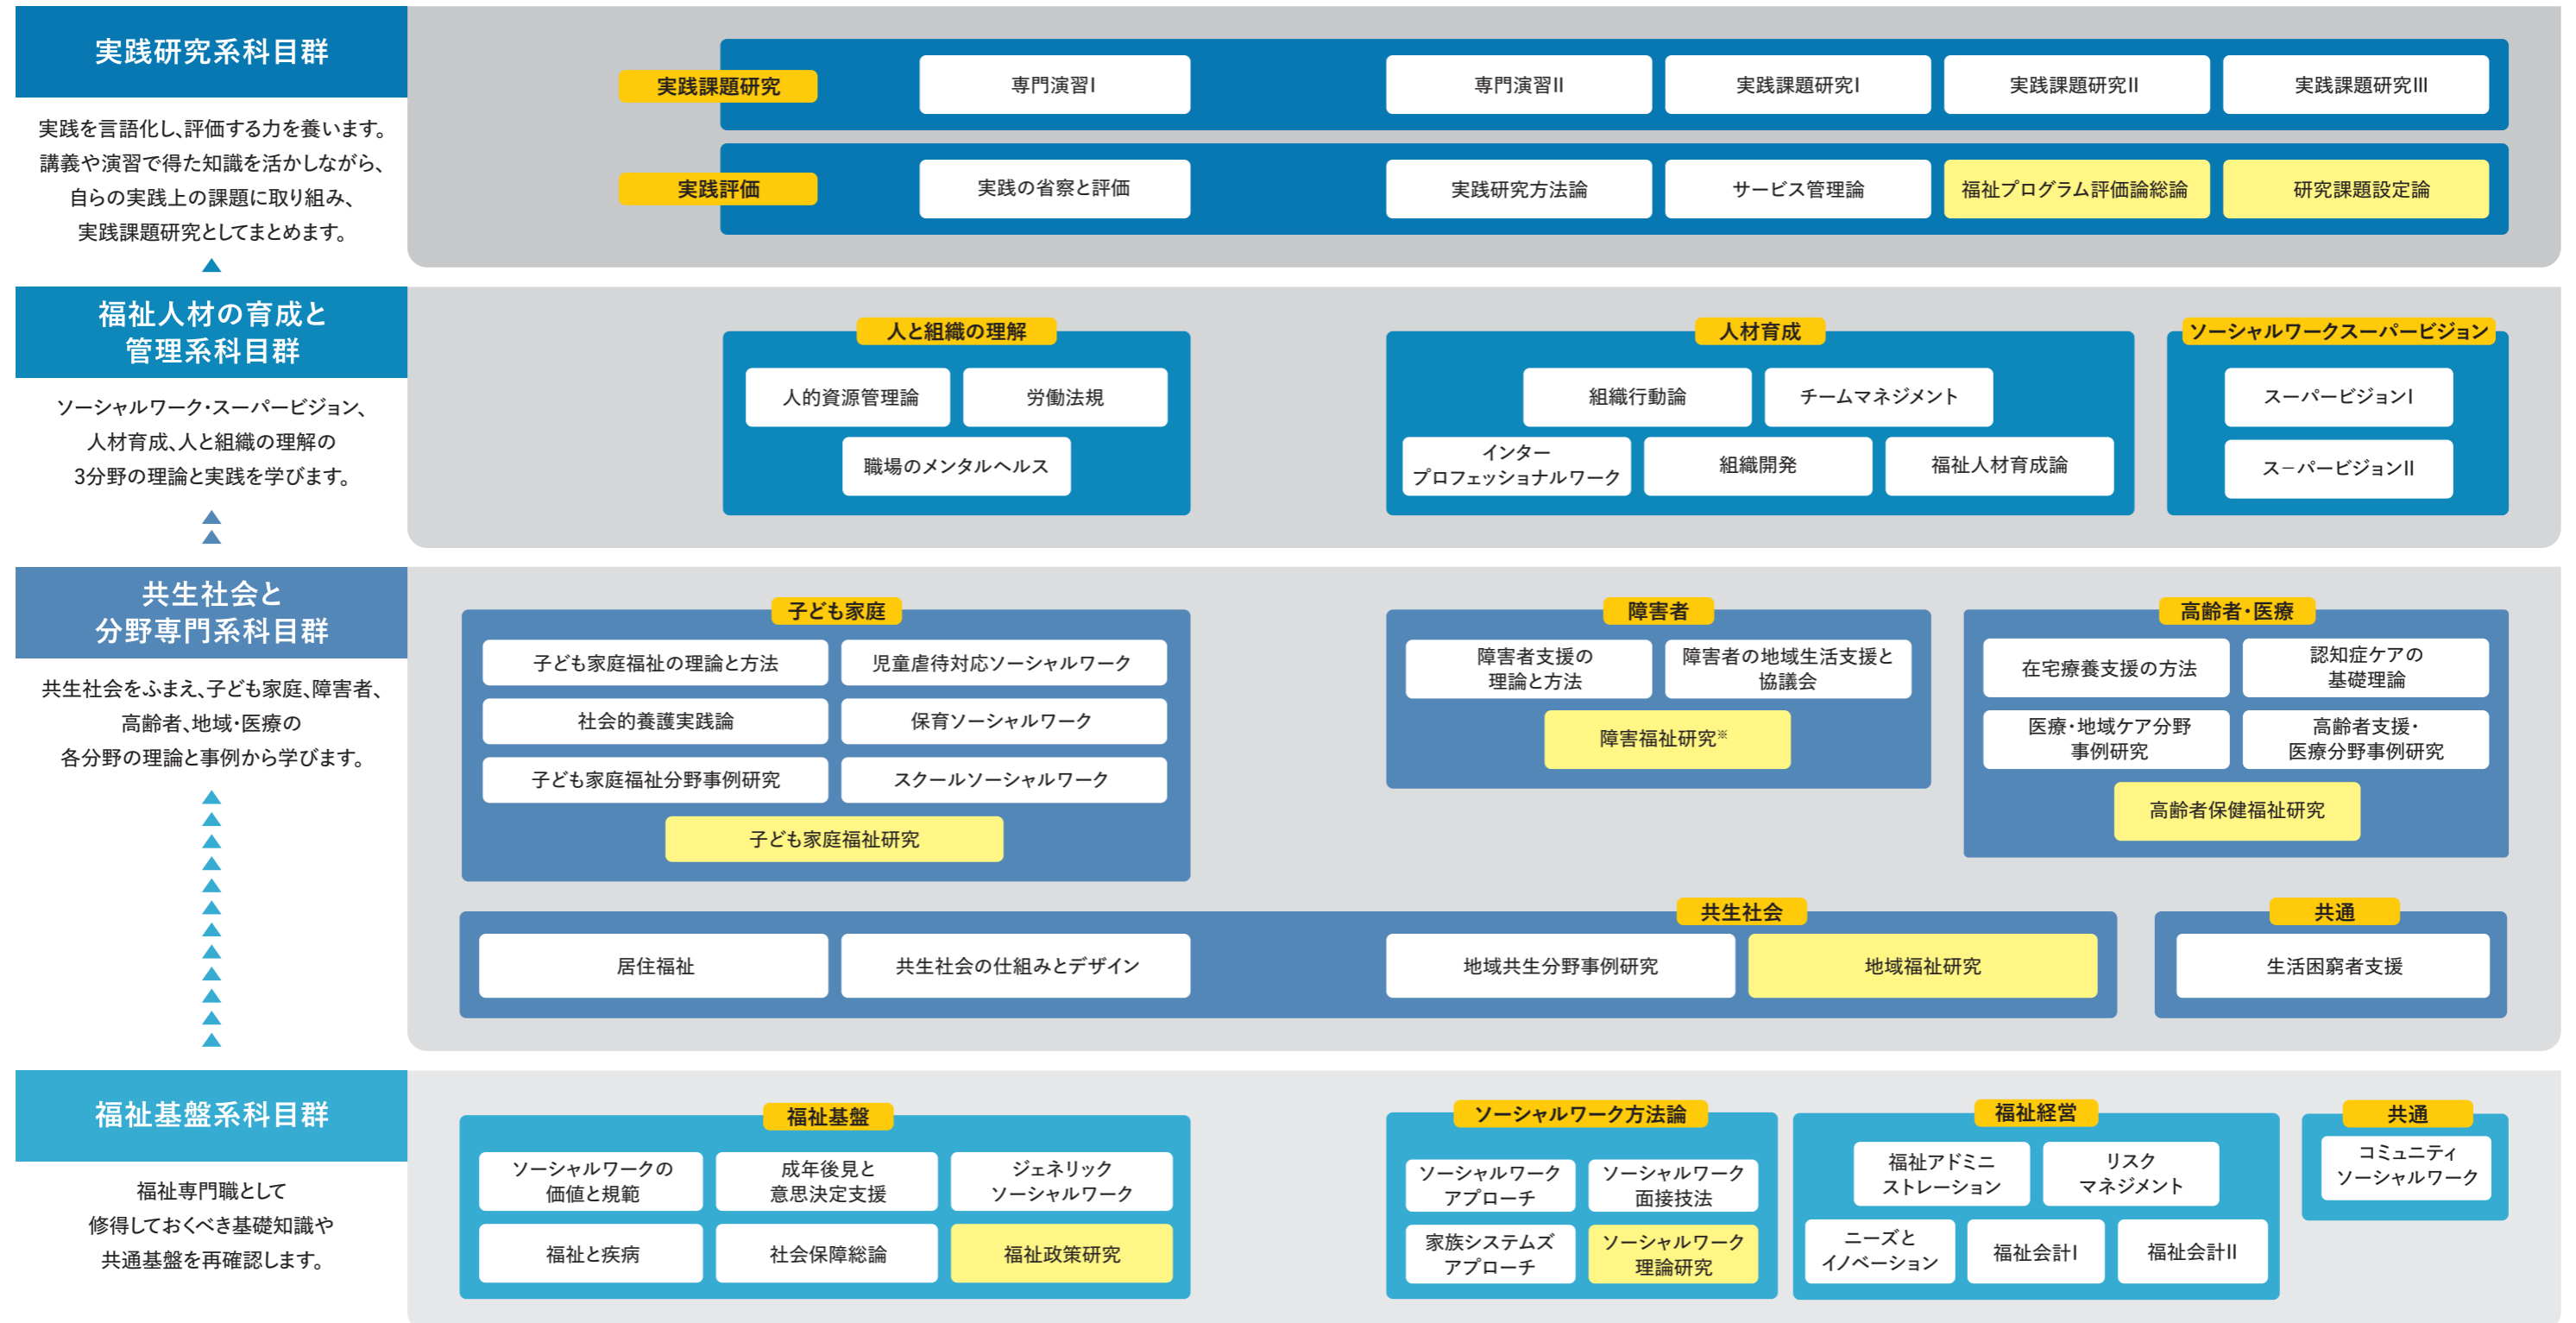 実践研究系科目群
実践を言語化し、評価する力を養います。
講義や演習で得た知識を活かしながら、
自らの実践上の課題に取り組み、
実践課題研究としてまとめます。
実践課題研究
専門演習I
専門演習II
実践課題研究I
実践課題研究II
実践課題研究III
実践評価
実践の省察と評価
実践研究方法論
サービス管理論
福祉プログラム評価論総論
研究課題設定論
福祉人材の育成と
管理系科目群
ソーシャルワーク・スーパービジョン、
人材育成、人と組織の理解の
3分野の理論と実践を学びます。
人と組織の理解
人的資源管理論
労働法規
職場のメンタルヘルス
人材育成
組織行動論
チームマネジメント
インター
プロフェッショナルワーク
組織開発
福祉人材育成論
ソーシャルワークスーパービジョン
スーパービジョンI
ス−パービジョンII
共生社会と
分野専門系科目群
共生社会をふまえ、子ども家庭、障害者、
高齢者、地域・医療の
各分野の理論と事例から学びます。
子ども家庭
子ども家庭福祉の理論と方法
児童虐待対応ソーシャルワーク
社会的養護実践論
保育ソーシャルワーク
子ども家庭福祉分野事例研究
スクールソーシャルワーク
子ども家庭福祉研究
障害者
障害者支援の
理論と方法
障害者の地域生活支援と
協議会
障害福祉研究※
高齢者・医療
在宅療養支援の方法
認知症ケアの
基礎理論
医療・地域ケア分野
事例研究
高齢者支援・
医療分野事例研究
高齢者保健福祉研究
共生社会
居住福祉
共生社会の仕組みとデザイン
地域共生分野事例研究
地域福祉研究
共通
生活困窮者支援
福祉基盤系科目群
福祉専門職として
修得しておくべき基礎知識や
共通基盤を再確認します。
福祉基盤
ソーシャルワークの
価値と規範
成年後見と
意思決定支援
ジェネリック
ソーシャルワーク
福祉と疾病
社会保障総論
福祉政策研究
ソーシャルワーク方法論
ソーシャルワーク
アプローチ
ソーシャルワーク
面接技法
家族システムズ
アプローチ
ソーシャルワーク
理論研究
福祉経営
福祉アドミニ
ストレーション
リスク
マネジメント
ニーズと
イノベーション
福祉会計I
福祉会計II
共通
コミュニティ
ソーシャルワーク